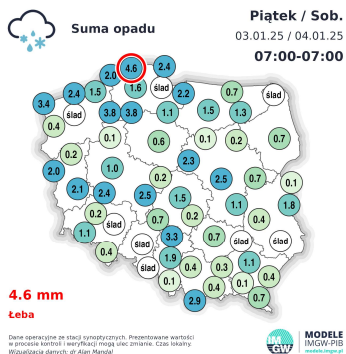 Suma opadu
Piątek / Sob.
03.01.25 / 04.01.25
07:00-07:00
4.6
2.4
2.0
1.5
1.6
ślad
2.4
2.2
0.7
ślad
3.4
3.8
3.8
1.1
1.5
1.3
0.4
0.1
0.6
0.1
0.2
0.7
0.2
2.3
2.0
1.0
2.1
2.4
2.5
0.2
1.5
2.5
0.7
0.1
1.1
1.8
0.2
ślad
0.7
0.2
0.4
1.1
3.3
0.7
ślad
ślad
0.4
ślad
1.9
ślad
0.4
0.3
1.1
0.1
0.4
0.1
0.4
2.9
0.7
4.6 mm
Łeba
Dane operacyjne ze stacji synoptycznych. Prezentowane wartości
w procesie kontroli i weryfikacji mogą ulec zmianie. Czas lokalny.
Wizualizacja danych: dr Alan Mandal
IM
GW
MODELE
IMGW-PIB
modele.imgw.pl